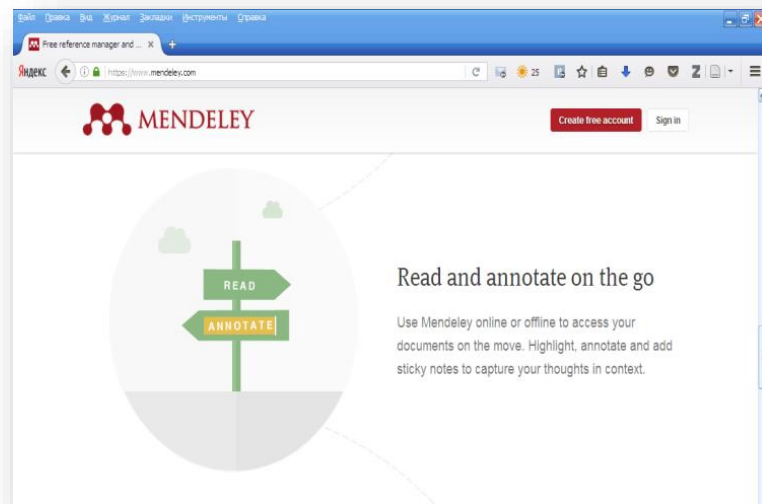 Файл Правка Вид Журнал Закладки Инструменты Справка
Free reference manager and ...
Яндекс https://www.mendeley.com 25
MENDELEY
Create free account Sign in
READ
ANNOTATE
Read and annotate on the go
Use Mendeley online or offline to access your
documents on the move. Highlight, annotate and add
sticky notes to capture your thoughts in context.